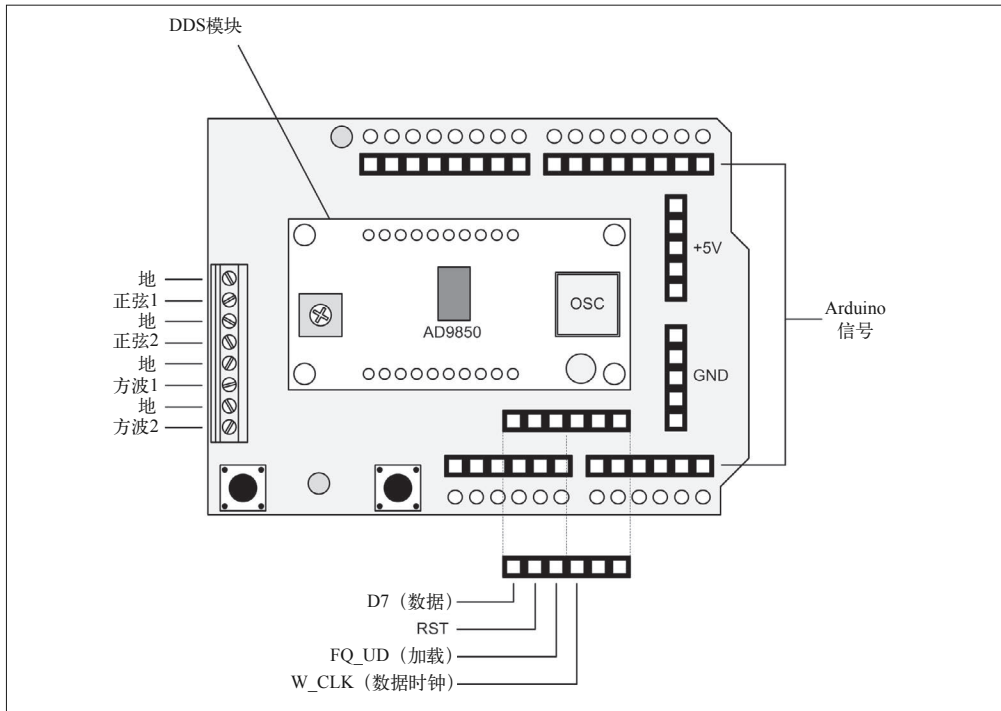 DDS模块
+5V
OSC
AD9850
GND
Arduino
信号
地
正弦1
地
正弦2
地
方波1
地
方波2
D7（数据）
RST
FQ_UD（加载）
W_CLK（数据时钟）